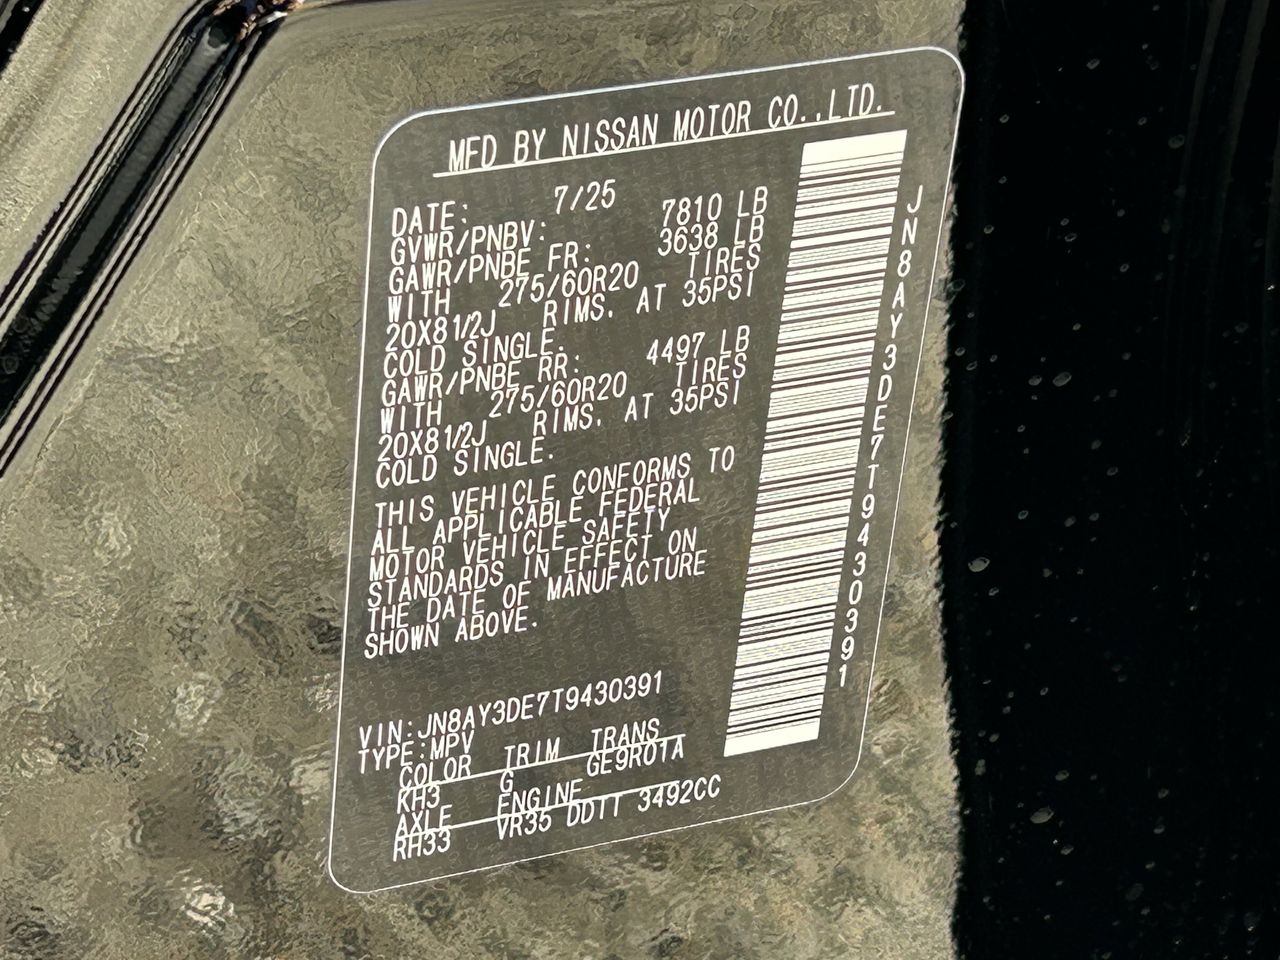 MFD BY NISSAN MOTOR CO.,LTD.
DATE: 7/25
GVWR/PNBV: 7810 LB
GAWR/PNBE FR: 3638 LB
WITH 275/60R20 TIRES
20X8 1/2J RIMS, AT 35PSI
COLD SINGLE.
GAWR/PNBE RR: 4497 LB
WITH 275/60R20 TIRES
20X8 1/2J RIMS, AT 35PSI
COLD SINGLE.
THIS VEHICLE CONFORMS TO
ALL APPLICABLE FEDERAL
MOTOR VEHICLE SAFETY
STANDARDS IN EFFECT ON
THE DATE OF MANUFACTURE
SHOWN ABOVE.
VIN:JN8AY3DE7T9430391
TYPE:MPV
COLOR TRIM TRANS
KH3 G GE9R01A
AXLE ENGINE
RH33 VR35 DDTT 3492CC
JN8AY3DE7T9430391